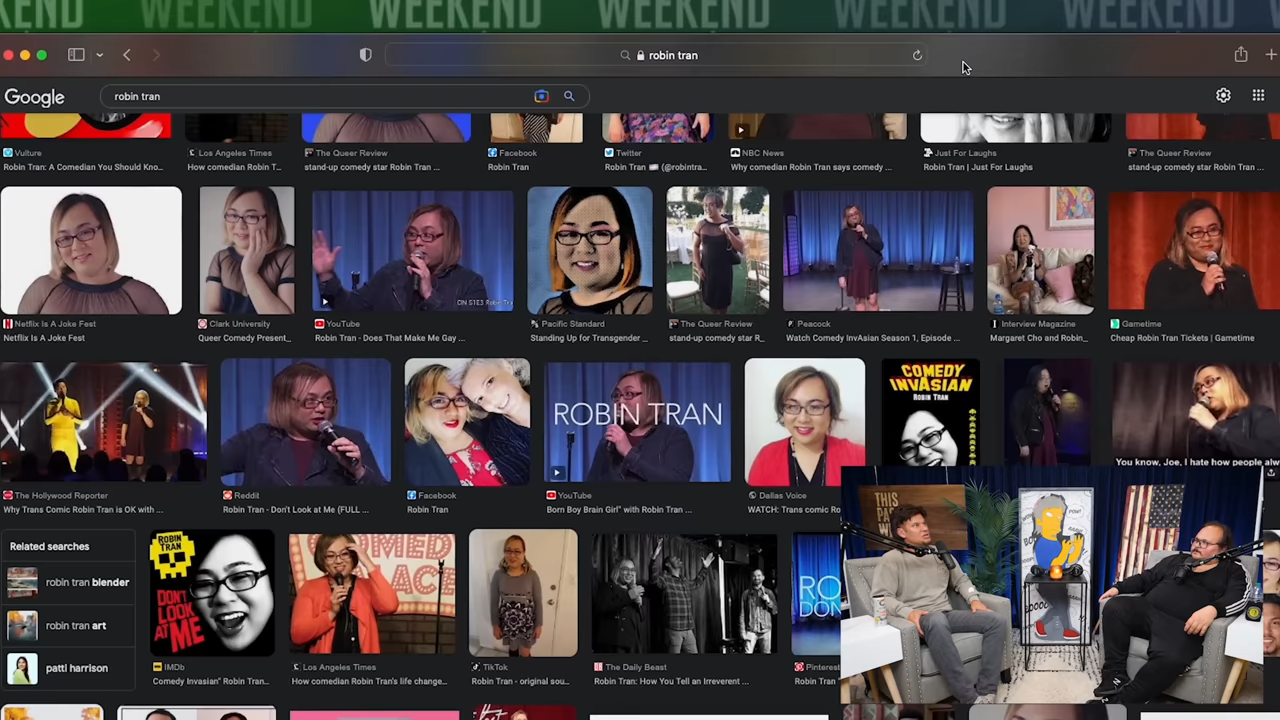 WEEKEND WEEKEND WEEKEND WEEKEND WEEKEND WEEKEND
robin tran
Google
robin tran
Vulture
Robin Tran: A Comedian You Should Kno...
Los Angeles Times
How comedian Robin T...
The Queer Review
stand-up comedy star Robin Tran ...
Facebook
Robin Tran
Twitter
Robin Tran (@robintra...
NBC News
Why comedian Robin Tran says comedy ...
Just For Laughs
Robin Tran | Just For Laughs
The Queer Review
stand-up comedy star Robin Tran ...
Netflix Is A Joke Fest
Netflix Is A Joke Fest
Clark University
Queer Comedy Present...
YouTube
Robin Tran - Does That Make Me Gay ...
Pacific Standard
Standing Up for Transgender ...
The Queer Review
stand-up comedy star R...
Peacock
Watch Comedy InvAsian Season 1, Episode ...
Interview Magazine
Margaret Cho and Robin...
Gametime
Cheap Robin Tran Tickets | Gametime
ROBIN TRAN
COMEDY
INVASIAN
ROBIN TRAN
You know, Joe, I hate how people alw
The Hollywood Reporter
Why Trans Comic Robin Tran is OK with ...
Reddit
Robin Tran - Don't Look at Me (FULL ...
Facebook
Robin Tran
YouTube
Born Boy Brain Girl" with Robin Tran ...
Dallas Voice
WATCH: Trans comic Ro
THIS
Related searches
robin tran blender
robin tran art
patti harrison
ROBIN
TRAN
DON'T
LOOK
AT
ME
COMED
ACE
RO
DON
IMDb
Comedy InvAsian" Robin Tran...
Los Angeles Times
How comedian Robin Tran's life change...
TikTok
Robin Tran - original sou...
The Daily Beast
Robin Tran: How You Tell an Irreverent ...
Pinterest
Robin Tran